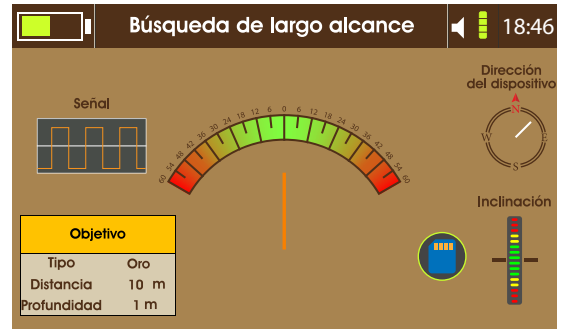 Búsqueda de largo alcance
18:46
Señal
60 54 48 42 36 30 24 18 12 6 0 6 12 18 24 30 36 42 48 54 60
Dirección
del dispositivo
N
W E
S
Inclinación
Objetivo
Tipo Oro
Distancia 10 m
Profundidad 1 m